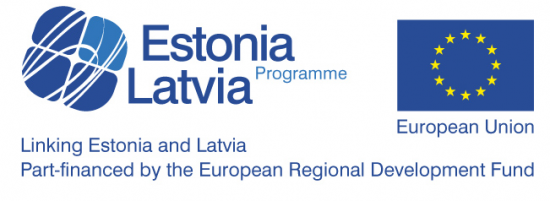 Estonia
Latvia Programme
European Union
Linking Estonia and Latvia
Part-financed by the European Regional Development Fund